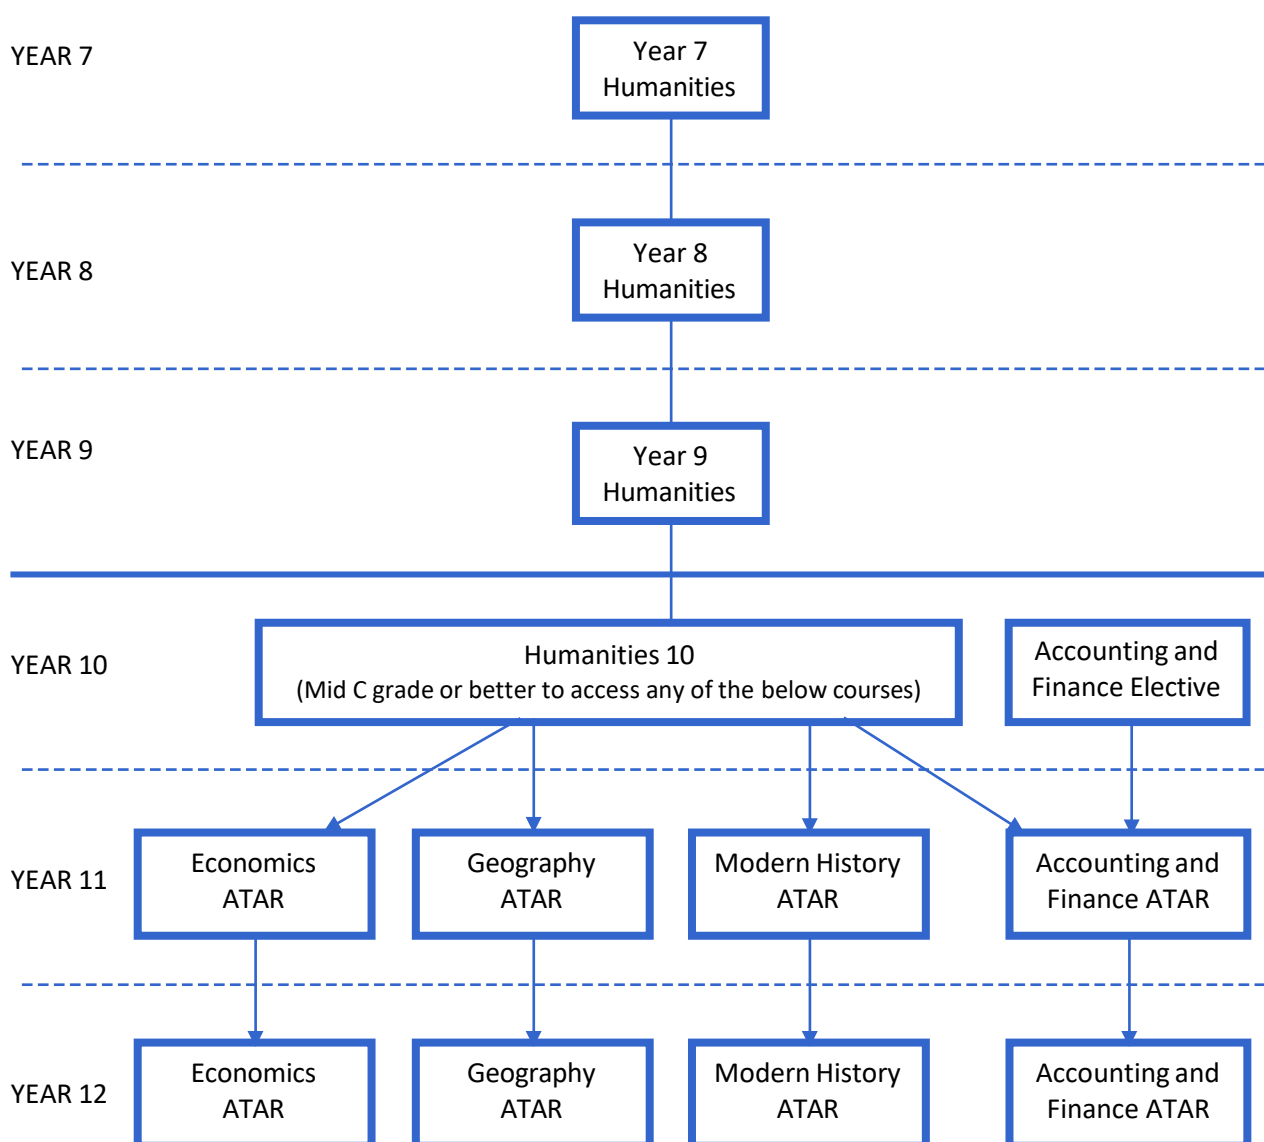 YEAR 7
Year 7
Humanities
YEAR 8
Year 8
Humanities
YEAR 9
Year 9
Humanities
YEAR 10
Humanities 10
(Mid C grade or better to access any of the below courses)
Accounting and
Finance Elective
YEAR 11
Economics
ATAR
Geography
ATAR
Modern History
ATAR
Accounting and
Finance ATAR
YEAR 12
Economics
ATAR
Geography
ATAR
Modern History
ATAR
Accounting and
Finance ATAR